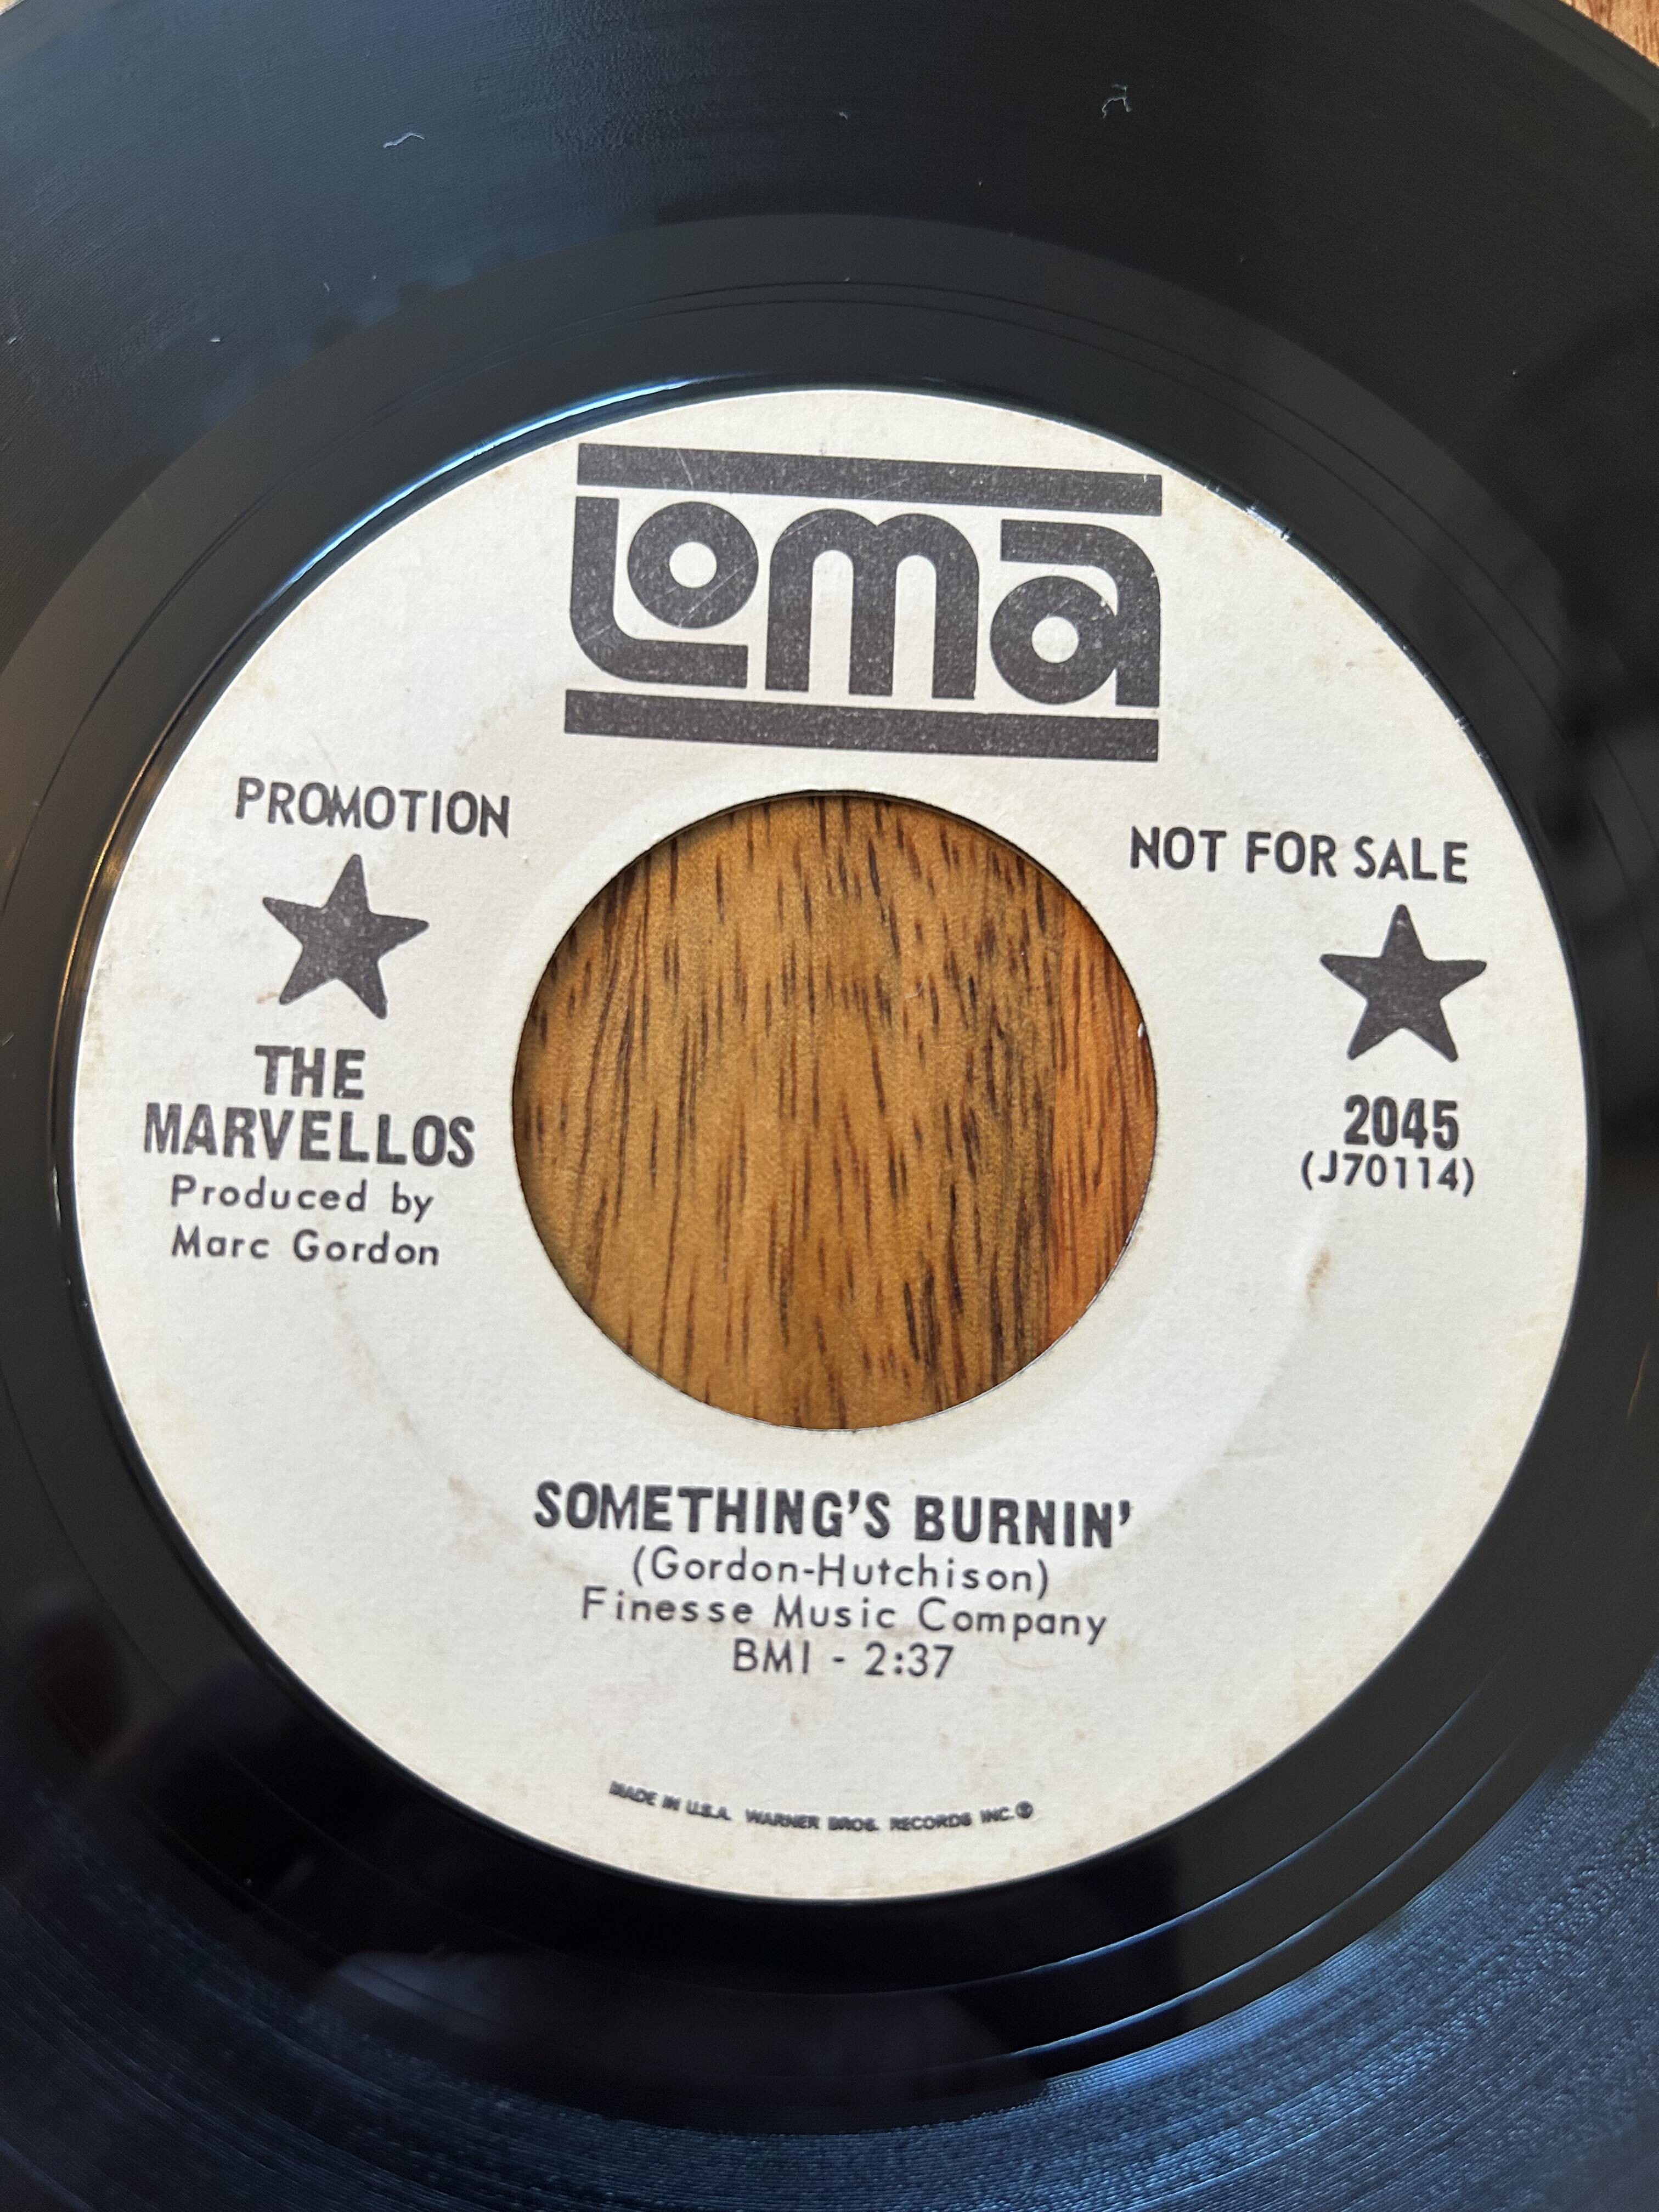 LOMA
PROMOTION
NOT FOR SALE
THE
MARVELLOS
Produced by
Marc Gordon
2045
(J70114)
SOMETHING'S BURNIN'
(Gordon-Hutchison)
Finesse Music Company
BMI - 2:37
MADE IN U.S.A. WARNER BROS. RECORDS INC.®